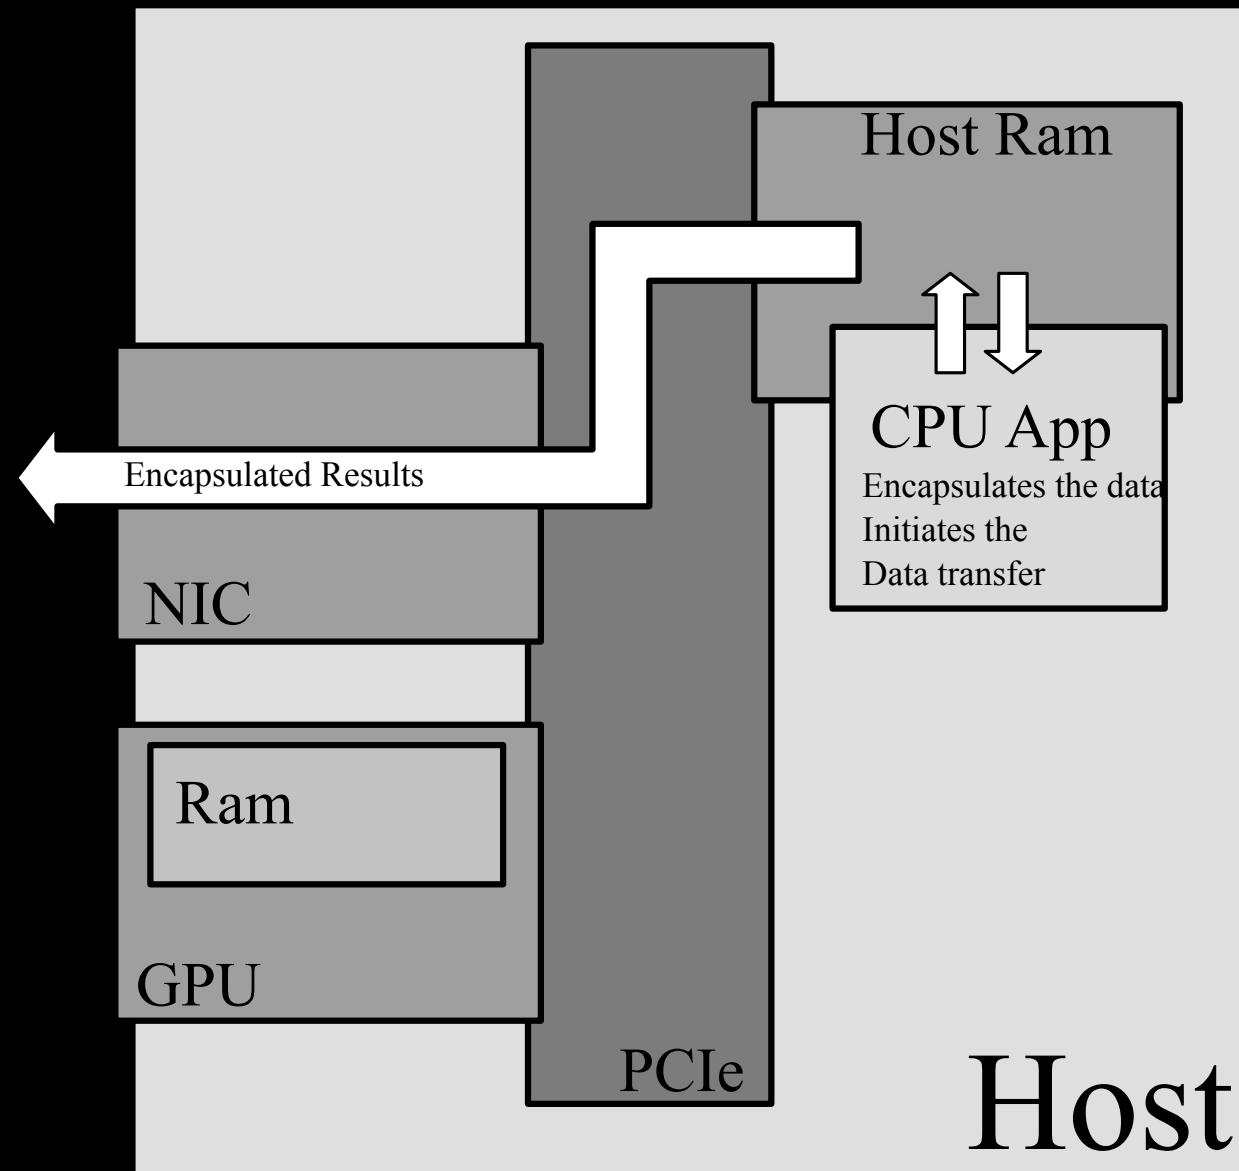 Host Ram
CPU App
Encapsulates the data
Initiates the
Data transfer
Encapsulated Results
NIC
Ram
GPU
PCIe
Host